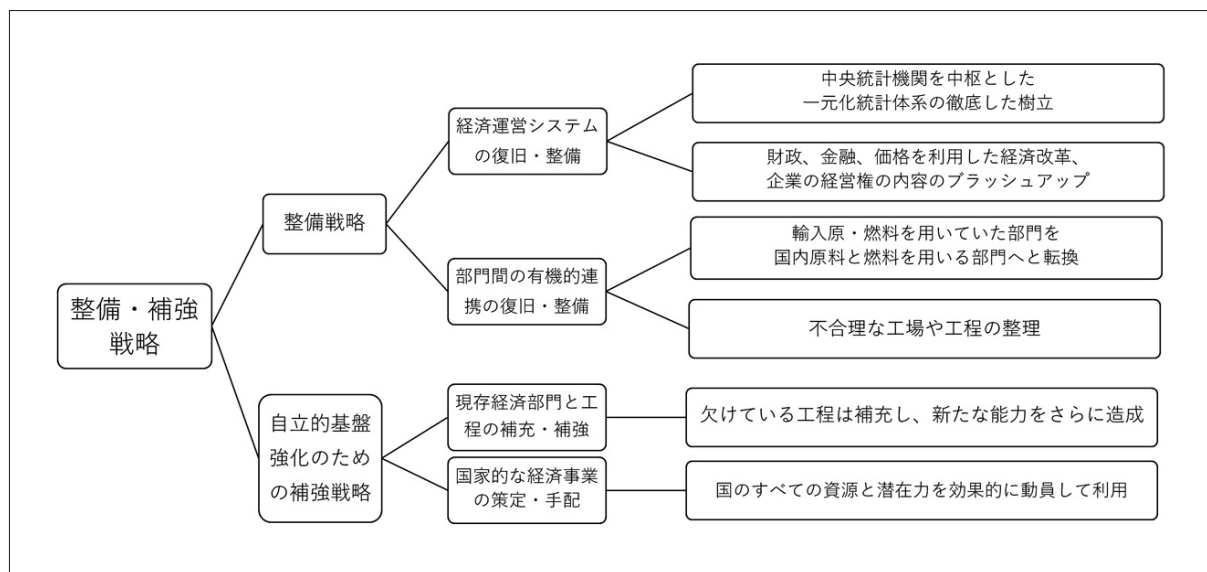 整備・補強
戦略
整備戦略
経済運営システム
の復旧・整備
中央統計機関を中枢とした
一元化統計体系の徹底した樹立
財政、金融、価格を利用した経済改革、
企業の経営権の内容のブラッシュアップ
部門間の有機的連
携の復旧・整備
輸入原・燃料を用いていた部門を
国内原料と燃料を用いる部門へと転換
不合理な工場や工程の整理
自立的基盤
強化のため
の補強戦略
現存経済部門と工
程の補充・補強
欠けている工程は補充し、新たな能力をさらに造成
国家的な経済事業
の策定・手配
国のすべての資源と潜在力を効果的に動員して利用